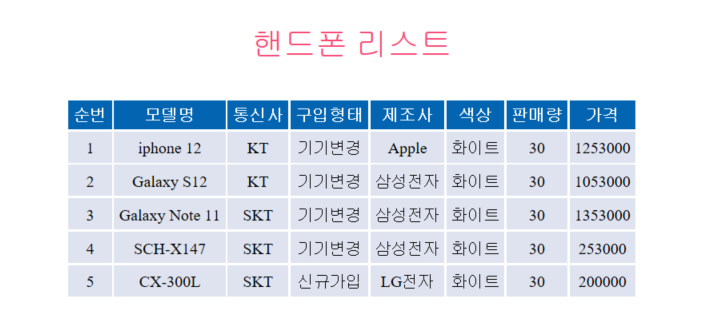 핸드폰 리스트
순번 모델명 통신사 구입형태 제조사 색상 판매량 가격
1 iphone 12 KT 기기변경 Apple 화이트 30 1253000
2 Galaxy S12 KT 기기변경 삼성전자 화이트 30 1053000
3 Galaxy Note 11 SKT 기기변경 삼성전자 화이트 30 1353000
4 SCH-X147 SKT 기기변경 삼성전자 화이트 30 253000
5 CX-300L SKT 신규가입 LG전자 화이트 30 200000